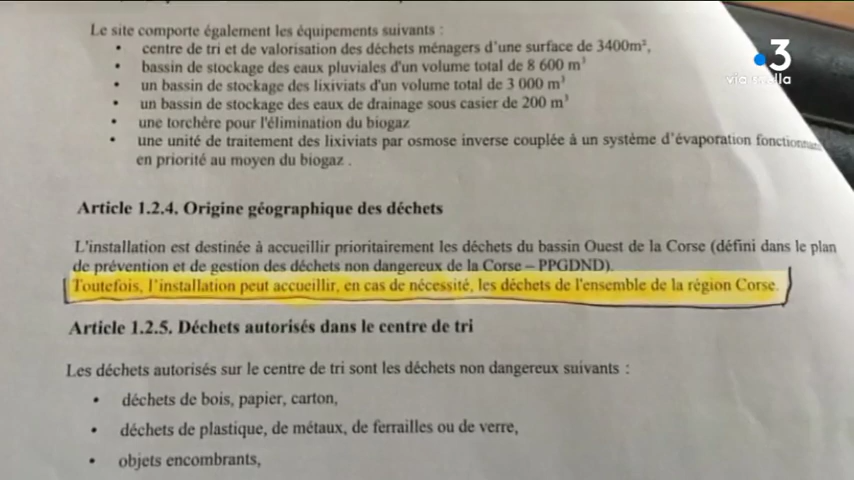 Le site comporte également les équipements suivants :
• centre de tri et de valorisation des déchets ménagers d'une surface de 3400m²,
• bassin de stockage des eaux pluviales d'un volume total de 8 600 m³
• un bassin de stockage des lixiviats d'un volume total de 3 000 m³
• un bassin de stockage des eaux de drainage sous casier de 200 m³
• une torchère pour l'élimination du biogaz
• une unité de traitement des lixiviats par osmose inverse couplée à un système d'évaporation fonctionnant
en priorité au moyen du biogaz .
3
via stella
Article 1.2.4. Origine géographique des déchets
L'installation est destinée à accueillir prioritairement les déchets du bassin Ouest de la Corse (défini dans le plan
de prévention et de gestion des déchets non dangereux de la Corse – PPGDND).
Toutefois, l'installation peut accueillir, en cas de nécessité, les déchets de l'ensemble de la région Corse.
Article 1.2.5. Déchets autorisés dans le centre de tri
Les déchets autorisés sur le centre de tri sont les déchets non dangereux suivants :
• déchets de bois, papier, carton,
• déchets de plastique, de métaux, de ferrailles ou de verre,
• objets encombrants,